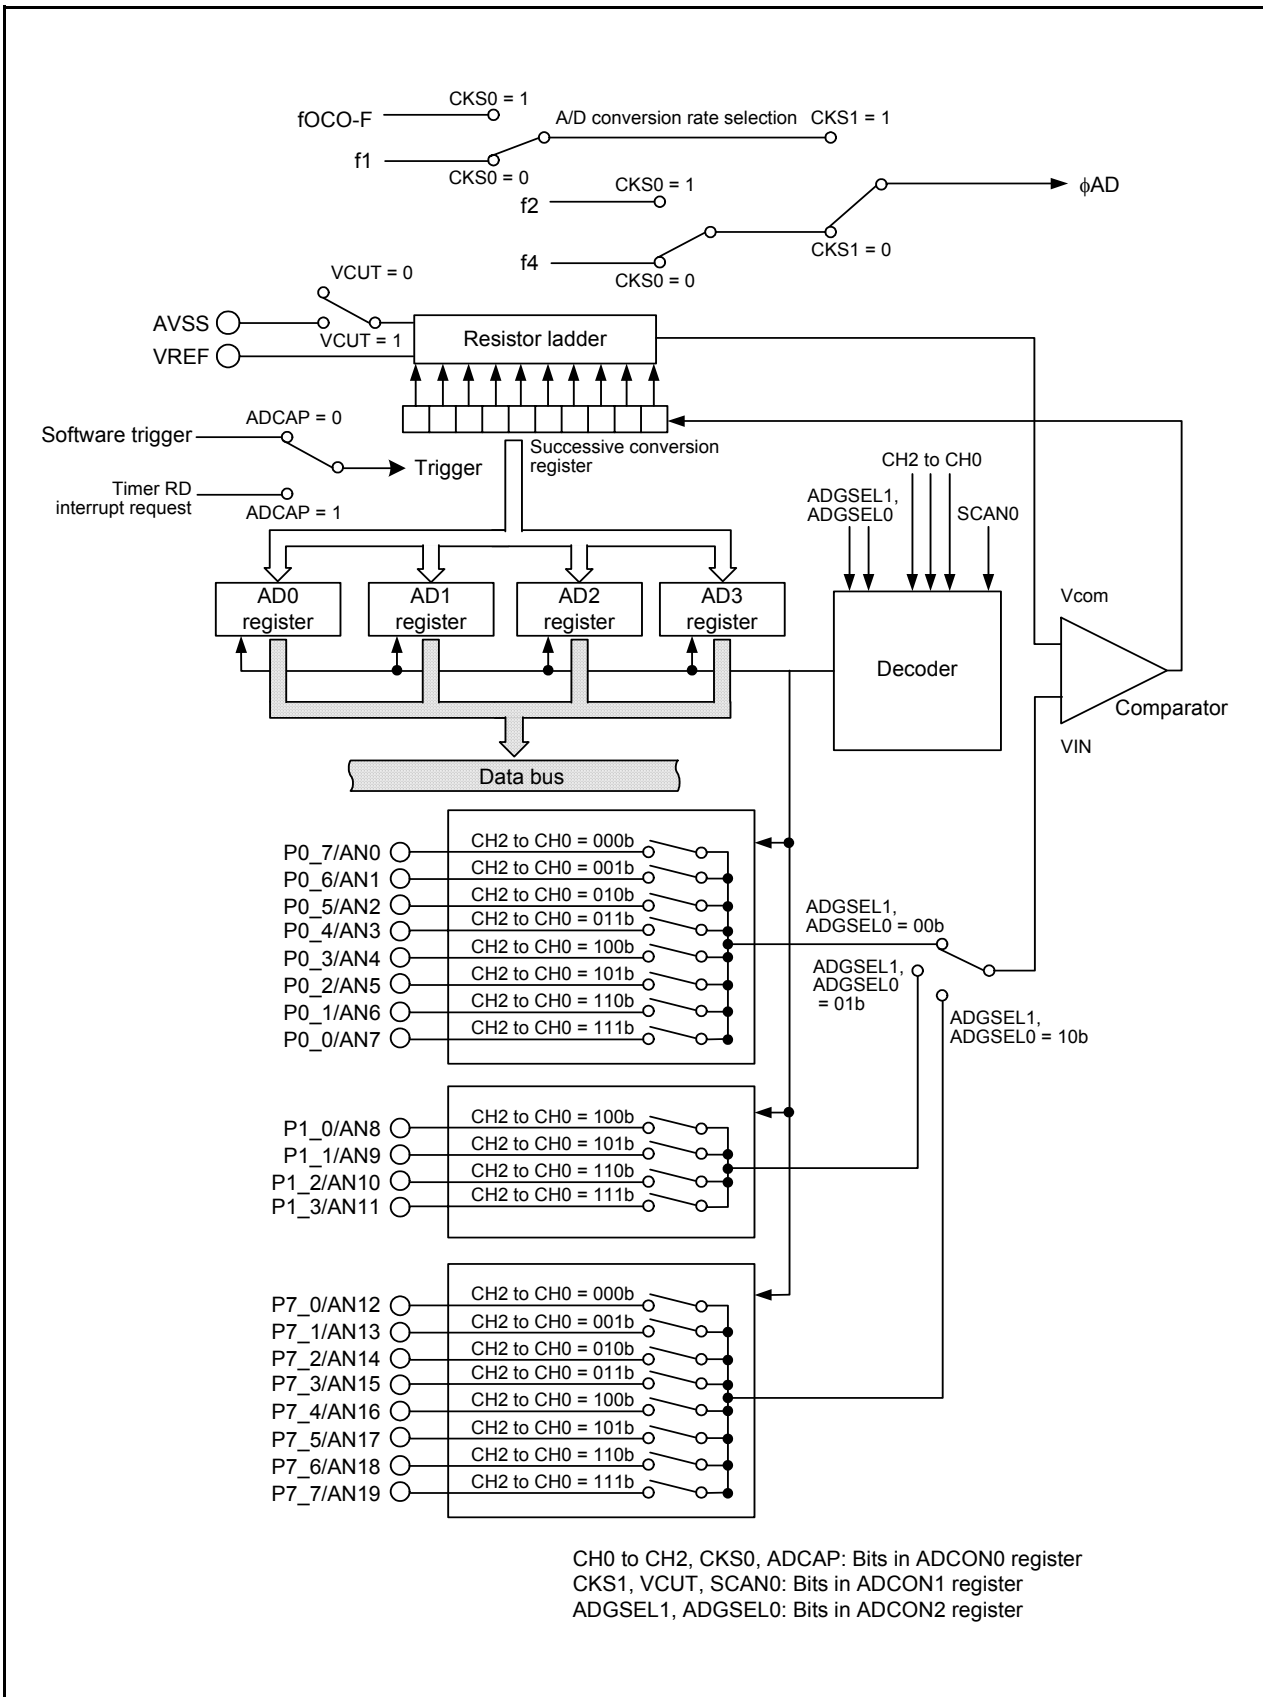 CKS0 = 1
fOCO-F
A/D conversion rate selection
CKS1 = 1
f1
CKS0 = 0
CKS0 = 1
f2
ϕAD
CKS1 = 0
f4
CKS0 = 0
VCUT = 0
AVSS
VCUT = 1
VREF
Resistor ladder
ADCAP = 0
Software trigger
Trigger
Successive conversion
register
Timer RD
interrupt request
ADCAP = 1
CH2 to CH0
ADGSEL1,
ADGSEL0
SCAN0
AD0
register
AD1
register
AD2
register
AD3
register
Decoder
Vcom
Comparator
VIN
Data bus
P0_7/AN0
CH2 to CH0 = 000b
P0_6/AN1
CH2 to CH0 = 001b
P0_5/AN2
CH2 to CH0 = 010b
P0_4/AN3
CH2 to CH0 = 011b
P0_3/AN4
CH2 to CH0 = 100b
P0_2/AN5
CH2 to CH0 = 101b
P0_1/AN6
CH2 to CH0 = 110b
P0_0/AN7
CH2 to CH0 = 111b
ADGSEL1,
ADGSEL0 = 00b
ADGSEL1,
ADGSEL0
= 01b
ADGSEL1,
ADGSEL0 = 10b
P1_0/AN8
CH2 to CH0 = 100b
P1_1/AN9
CH2 to CH0 = 101b
P1_2/AN10
CH2 to CH0 = 110b
P1_3/AN11
CH2 to CH0 = 111b
P7_0/AN12
CH2 to CH0 = 000b
P7_1/AN13
CH2 to CH0 = 001b
P7_2/AN14
CH2 to CH0 = 010b
P7_3/AN15
CH2 to CH0 = 011b
P7_4/AN16
CH2 to CH0 = 100b
P7_5/AN17
CH2 to CH0 = 101b
P7_6/AN18
CH2 to CH0 = 110b
P7_7/AN19
CH2 to CH0 = 111b
CH0 to CH2, CKS0, ADCAP: Bits in ADCON0 register
CKS1, VCUT, SCAN0: Bits in ADCON1 register
ADGSEL1, ADGSEL0: Bits in ADCON2 register